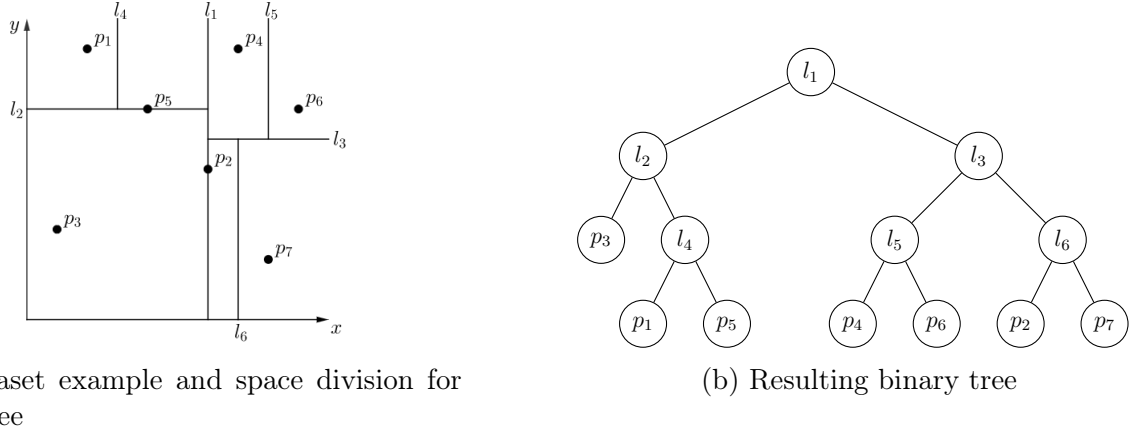 l4 l1 l5
y
p1 p4
l2 p5 p6
l3
p2
p3
p7
l6 x
l1
l2 l3
p3 l4 l5 l6
p1 p5 p4 p6 p2 p7
aset example and space division for
ee
(b) Resulting binary tree